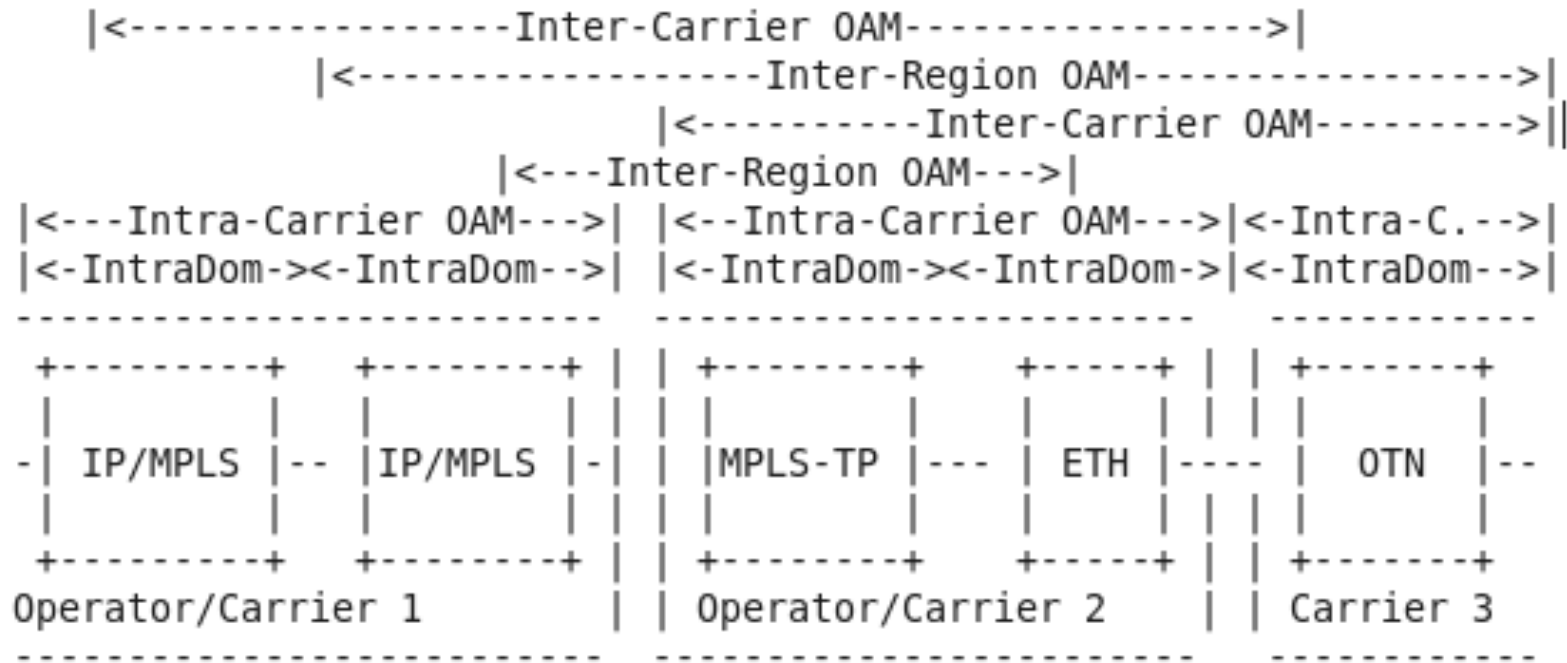 |<-----------------Inter-Carrier OAM---------------->|
|<------------------Inter-Region OAM----------------->|
|<----------Inter-Carrier OAM--------->||
|<---Inter-Region OAM--->|
|<---Intra-Carrier OAM--->| |<--Intra-Carrier OAM--->|<-Intra-C.-->|
|<-IntraDom-><-IntraDom-->| |<-IntraDom-><-IntraDom->|<-IntraDom-->|
-| IP/MPLS |-- |IP/MPLS |-| | |MPLS-TP |--- | ETH |---- | OTN |--
Operator/Carrier 1 | | Operator/Carrier 2 | | Carrier 3